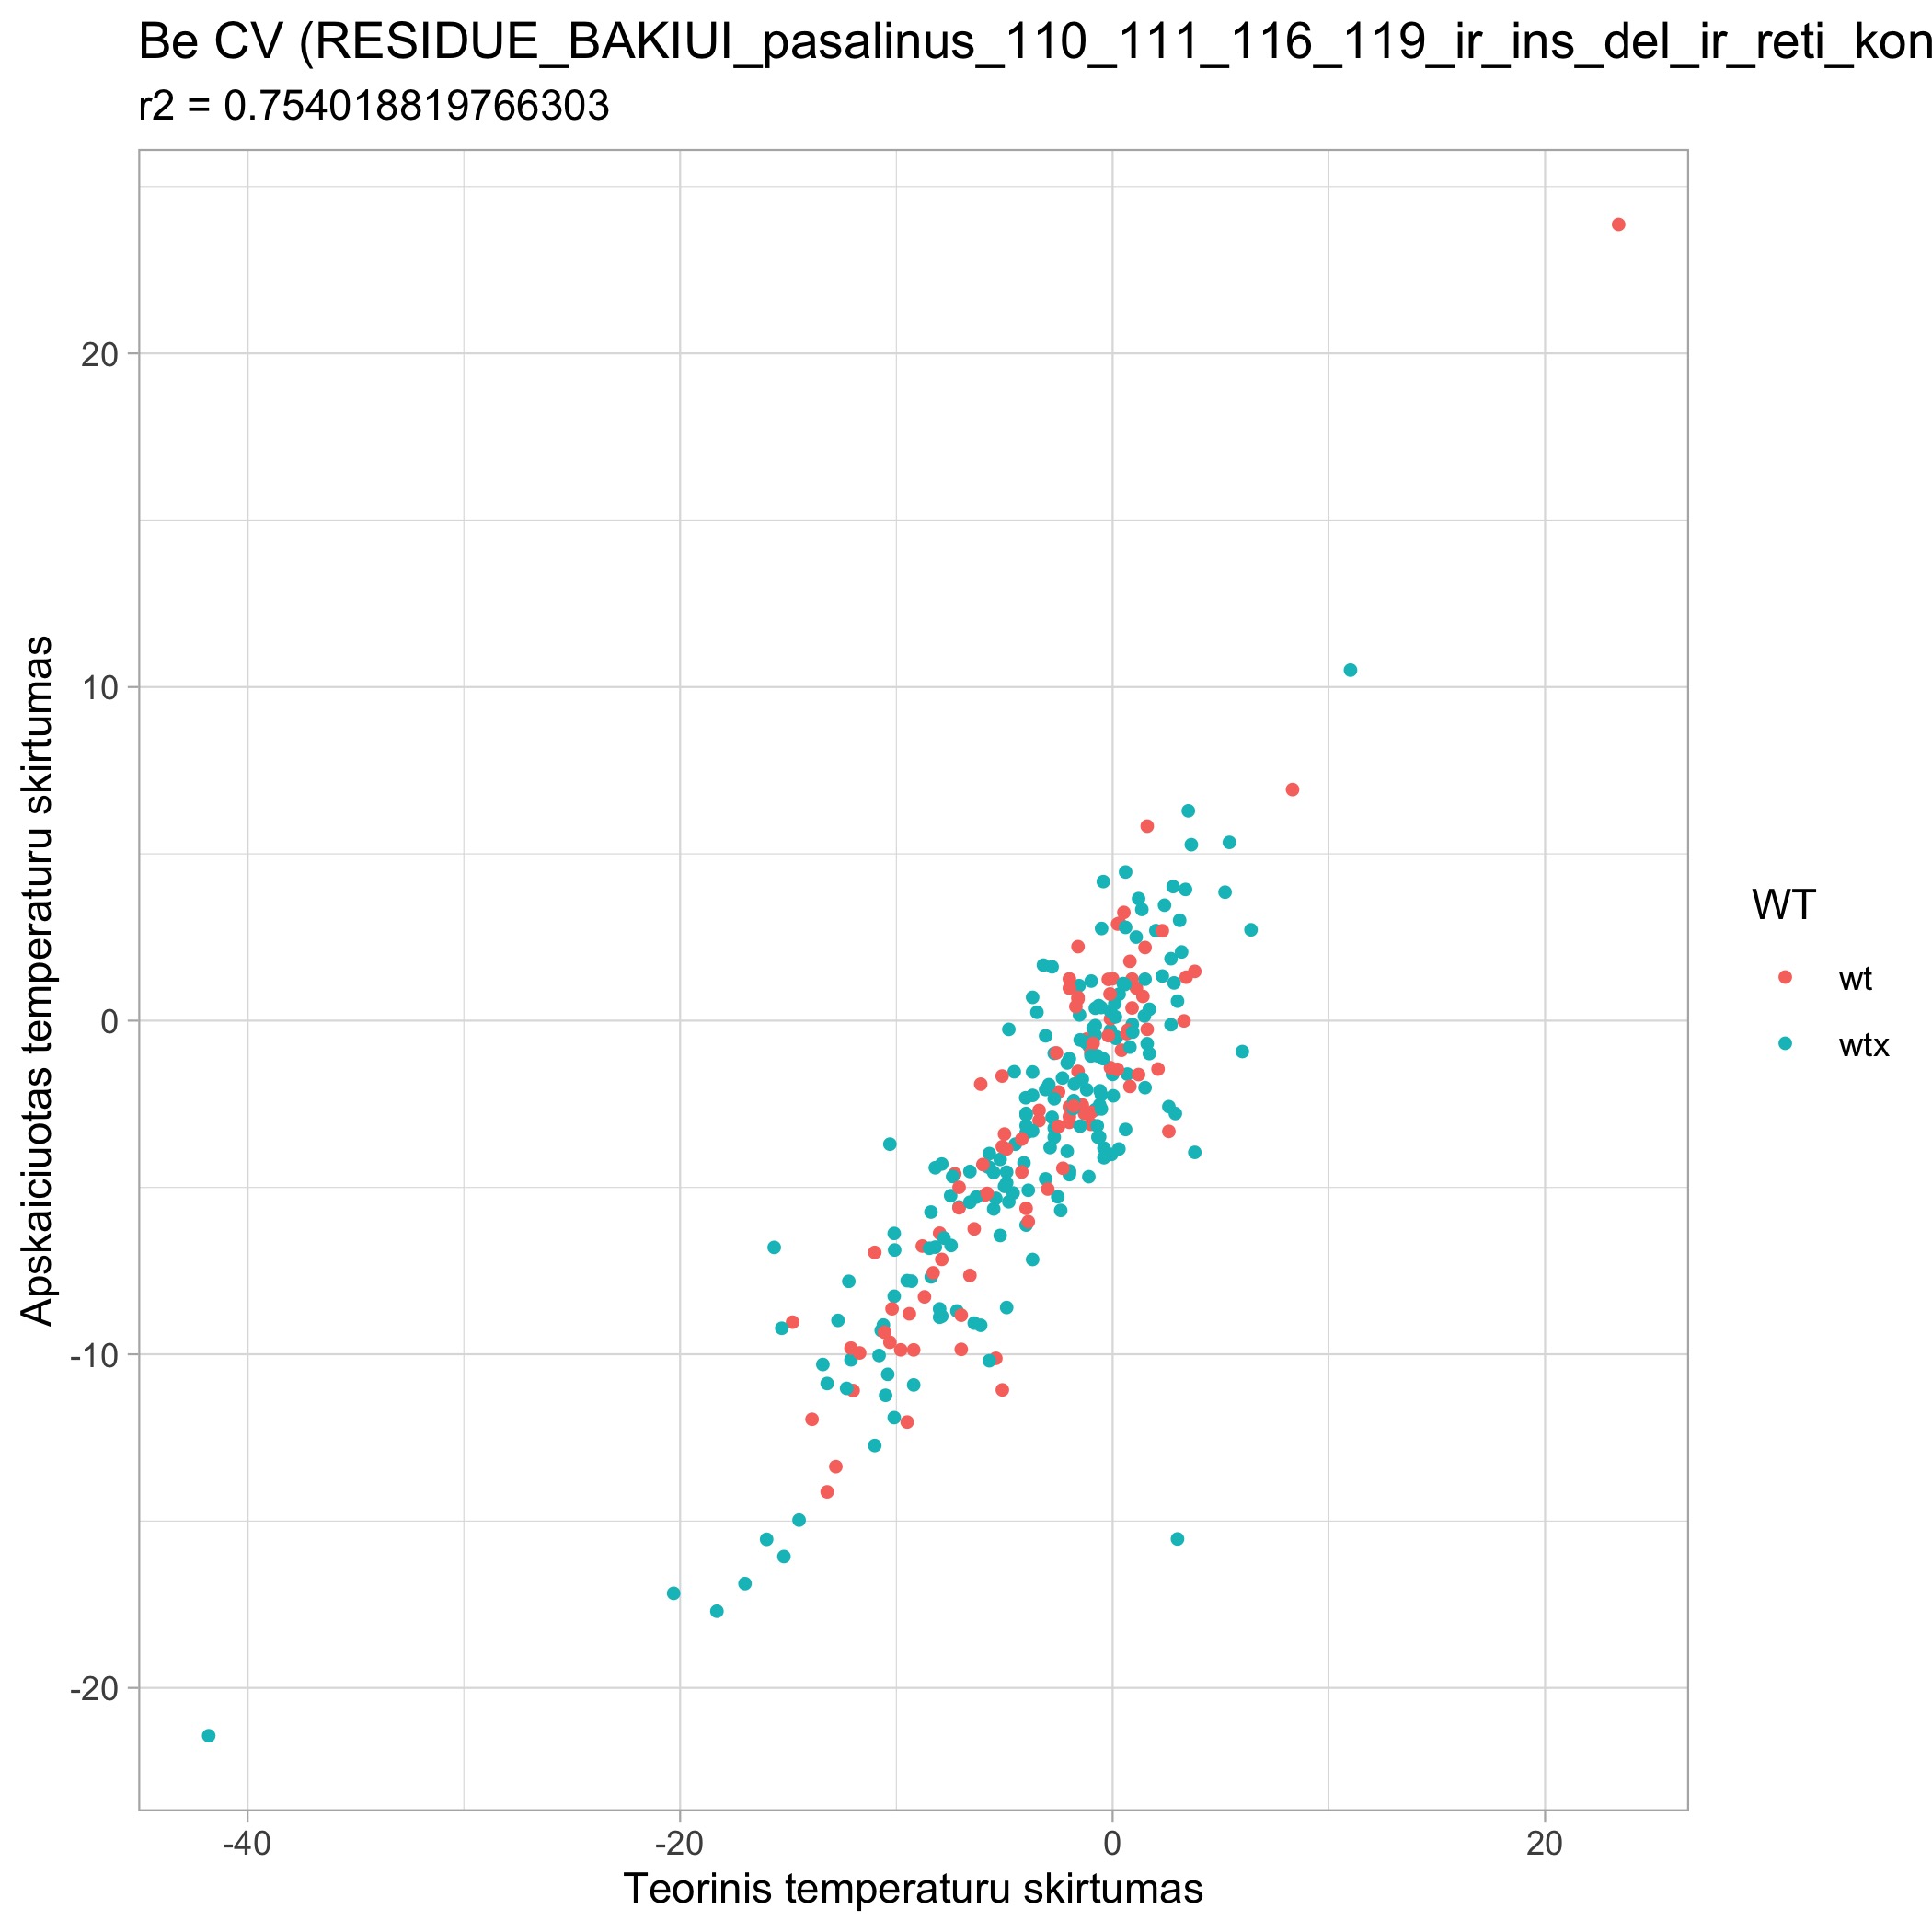 Be CV (RESIDUE_BAKIUI_pasalinus_110_111_116_119_ir_ins_del_ir_reti_kon
r2 = 0.754018819766303
Apskaiciuotas temperaturu skirtumas
20
10
0
-10
-20
-40
-20
0
20
Teorinis temperaturu skirtumas
WT
wt
wtx